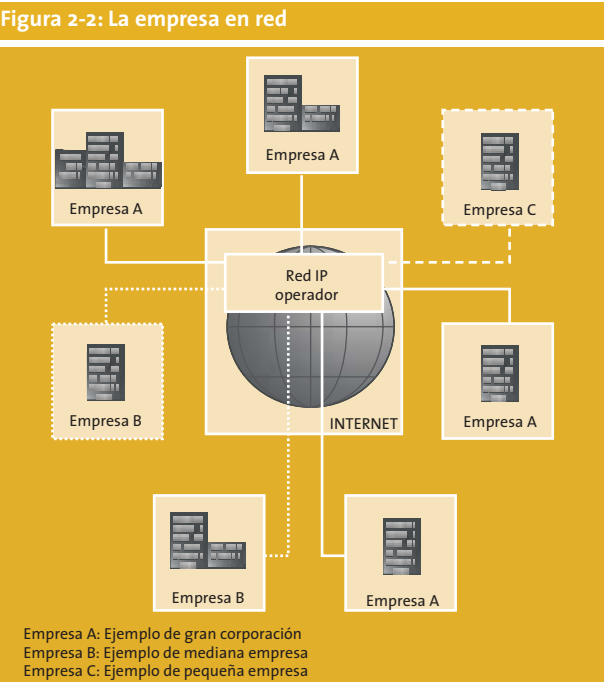 Figura 2-2: La empresa en red
Empresa A
Empresa A
Empresa C
Red IP
operador
Empresa B
Empresa A
INTERNET
Empresa B
Empresa A
Empresa A: Ejemplo de gran corporación
Empresa B: Ejemplo de mediana empresa
Empresa C: Ejemplo de pequeña empresa